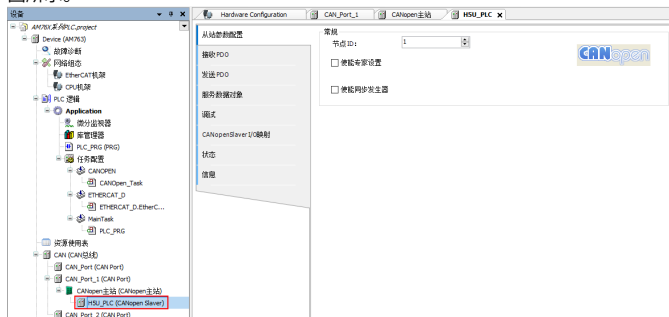 图所示。
设备
AM76X系列PLC.project
Device (AM763)
故障诊断
网络组态
EtherCAT机架
CPU机架
PLC 逻辑
Application
微分监视器
库管理器
PLC_PRG (PRG)
任务配置
CANOPEN
CANOpen_Task
ETHERCAT_D
ETHERCAT_D.EtherC...
MainTask
PLC_PRG
资源使用表
CAN (CAN总线)
CAN_Port (CAN Port)
CAN_Port_1 (CAN Port)
CANopen主站 (CANopen主站)
HSU_PLC (CANopen Slaver)
CAN_Port_2 (CAN Port)
Hardware Configuration
CAN_Port_1
CANopen主站
HSU_PLC
从站参数配置
接收 PDO
发送 PDO
服务数据对象
调试
CANopenSlaver I/O映射
状态
信息
常规
节点ID: 1
使能专家设置
使能同步发生器
CANopen